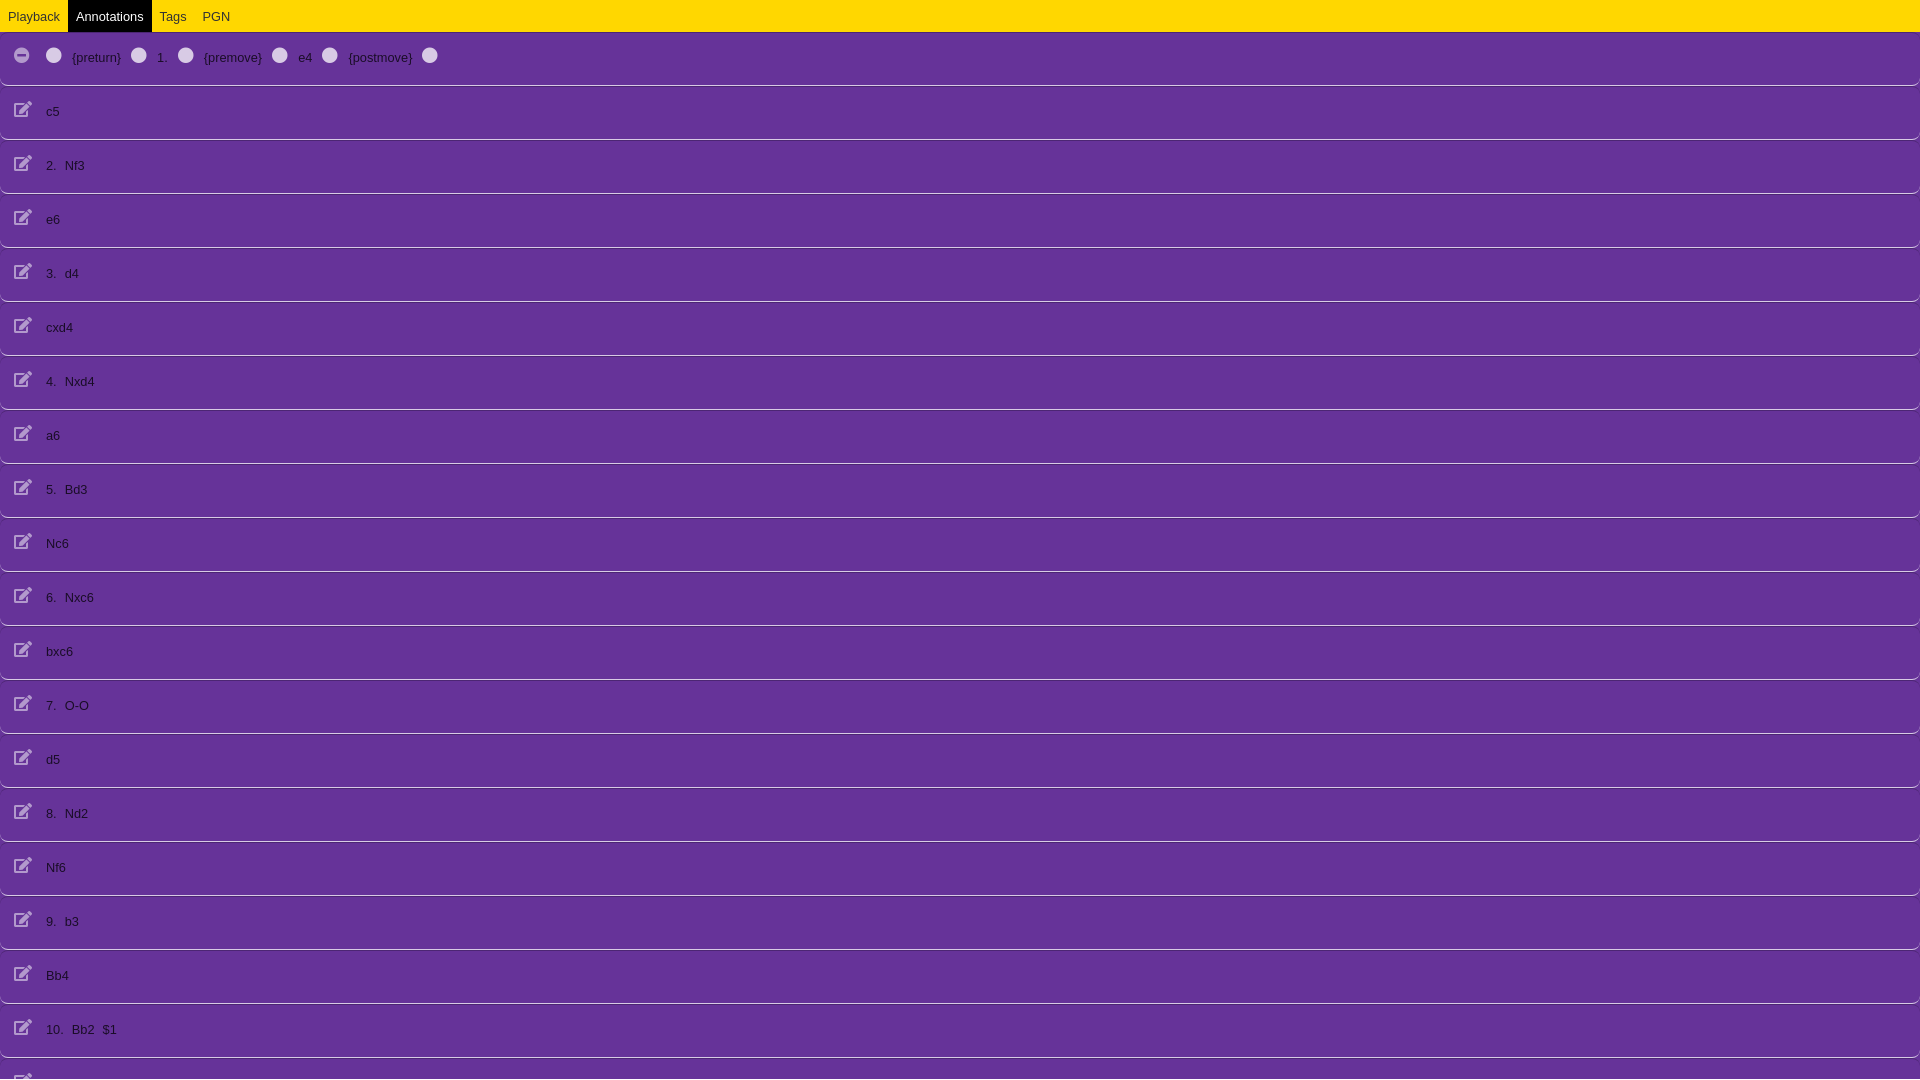 Playback Annotations Tags PGN
{preturn} 1. {premove} e4 {postmove}
c5
2. Nf3
e6
3. d4
cxd4
4. Nxd4
a6
5. Bd3
Nc6
6. Nxc6
bxc6
7. O-O
d5
8. Nd2
Nf6
9. b3
Bb4
10. Bb2 $1